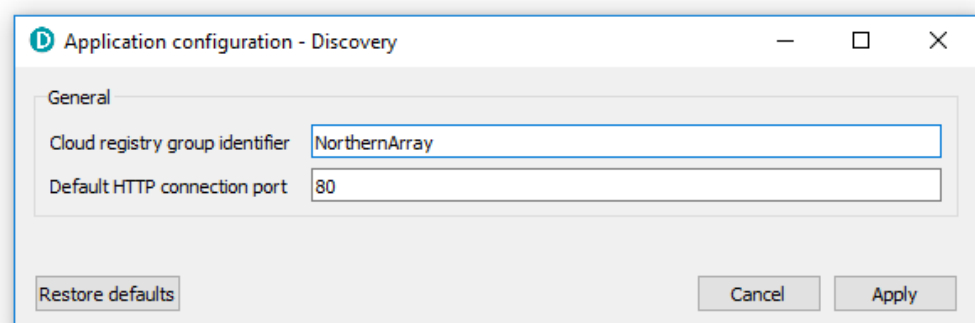 D Application configuration - Discovery
General
Cloud registry group identifier NorthernArray
Default HTTP connection port 80
Restore defaults Cancel Apply